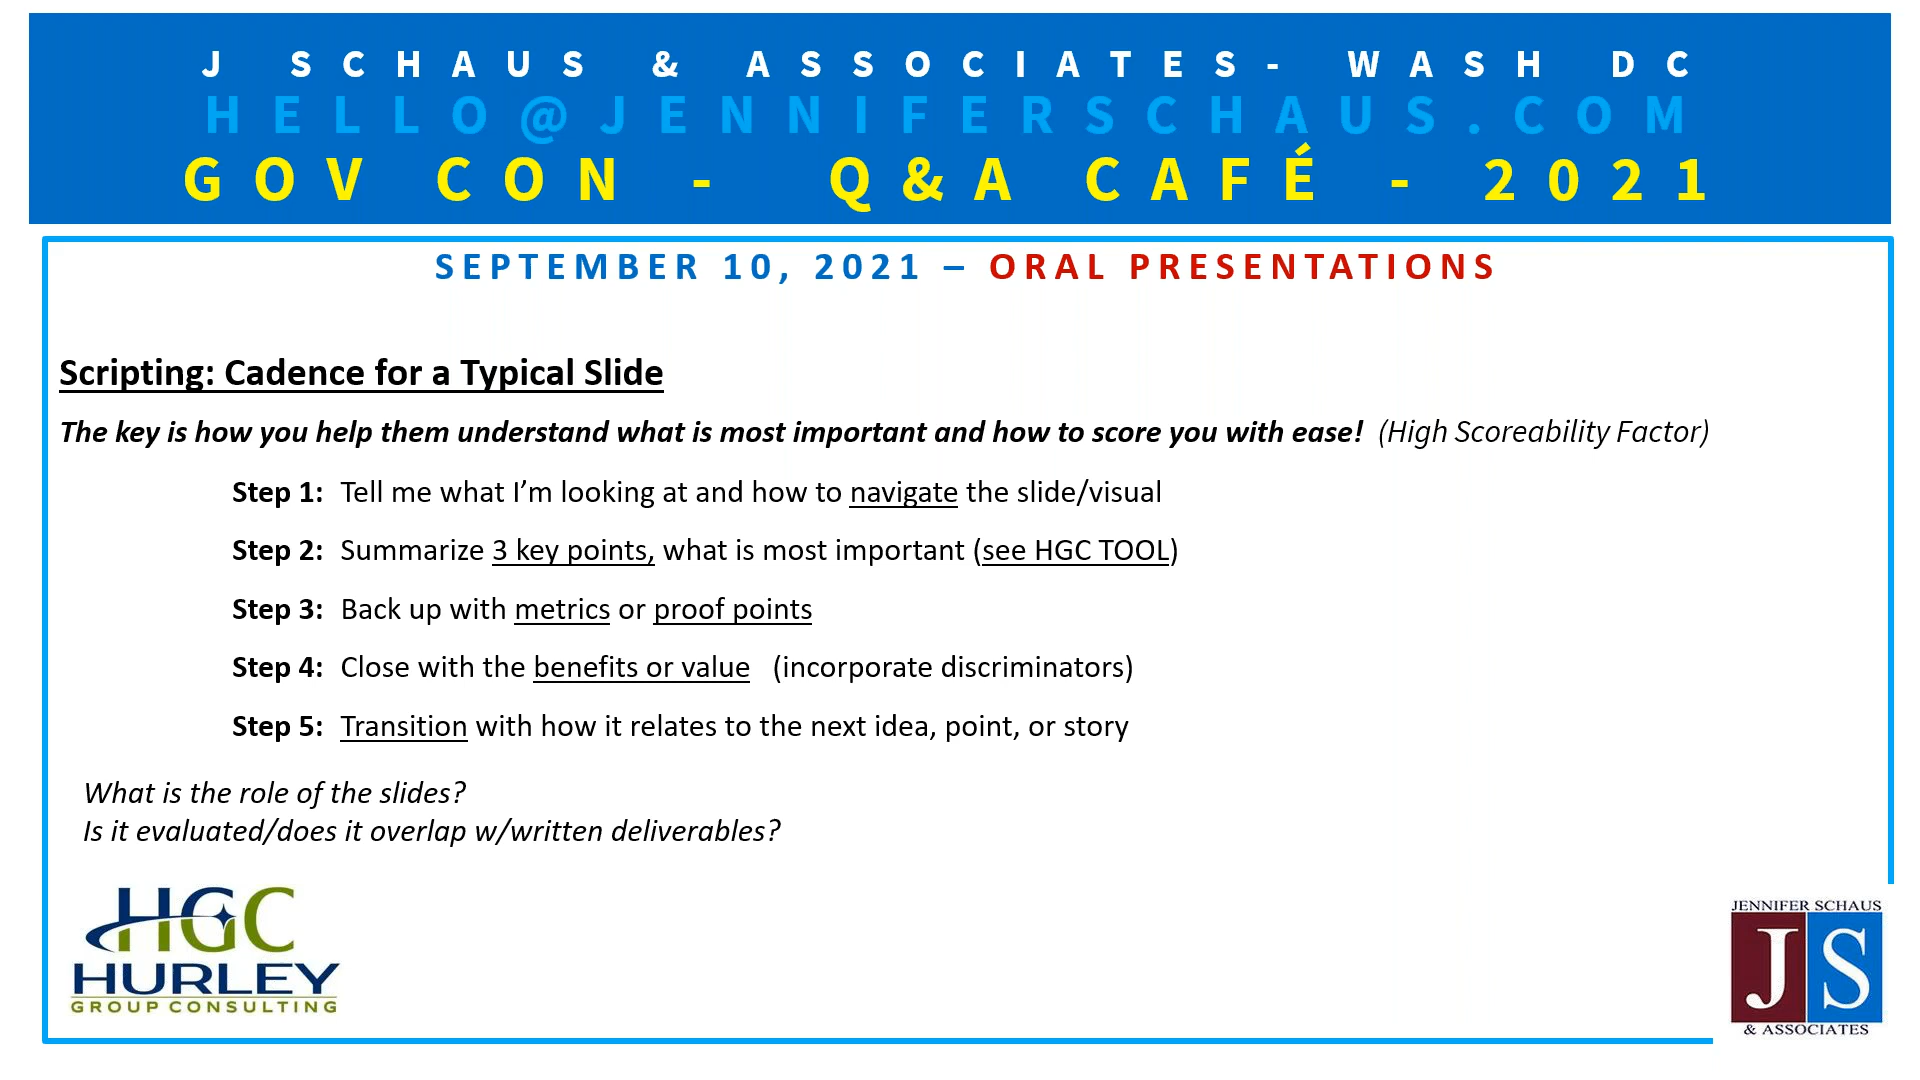 J SCHAUS & ASSOCIATES- WASH DC
HELLO@JENNIFERSCHAUS.COM
GOV CON - Q&A CAFÉ - 2021
SEPTEMBER 10, 2021 – ORAL PRESENTATIONS
Scripting: Cadence for a Typical Slide
The key is how you help them understand what is most important and how to score you with ease! (High Scoreability Factor)
Step 1: Tell me what I’m looking at and how to navigate the slide/visual
Step 2: Summarize 3 key points, what is most important (see HGC TOOL)
Step 3: Back up with metrics or proof points
Step 4: Close with the benefits or value (incorporate discriminators)
Step 5: Transition with how it relates to the next idea, point, or story
What is the role of the slides?
Is it evaluated/does it overlap w/written deliverables?
HGC
HURLEY
GROUP CONSULTING
JENNIFER SCHAUS
JS
& ASSOCIATES